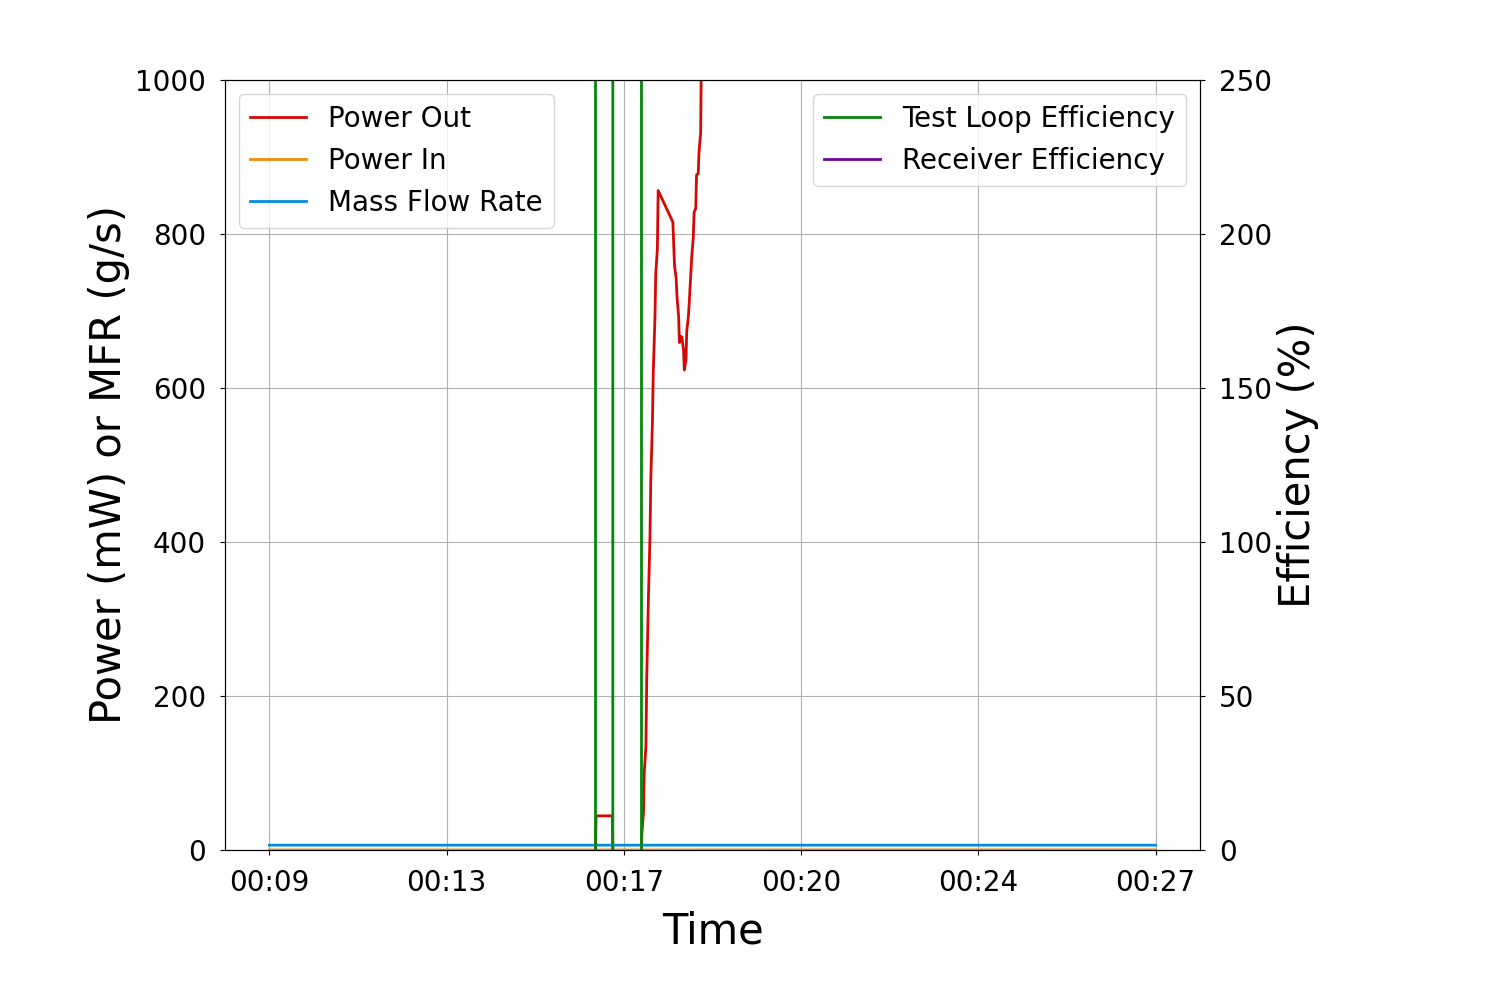 1000
800
600
400
200
0
Power (mW) or MFR (g/s)
Power Out
Power In
Mass Flow Rate
Test Loop Efficiency
Receiver Efficiency
250
200
150
100
50
0
Efficiency (%)
00:09 00:13 00:17 00:20 00:24 00:27
Time